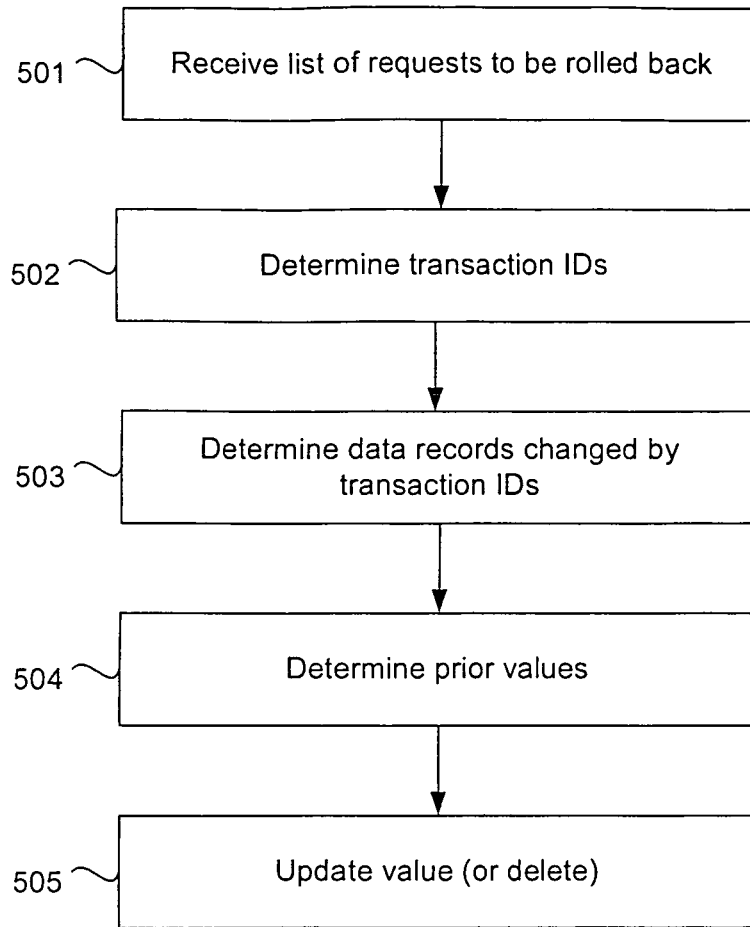 501
Receive list of requests to be rolled back
502
Determine transaction IDs
503
Determine data records changed by
transaction IDs
504
Determine prior values
505
Update value (or delete)